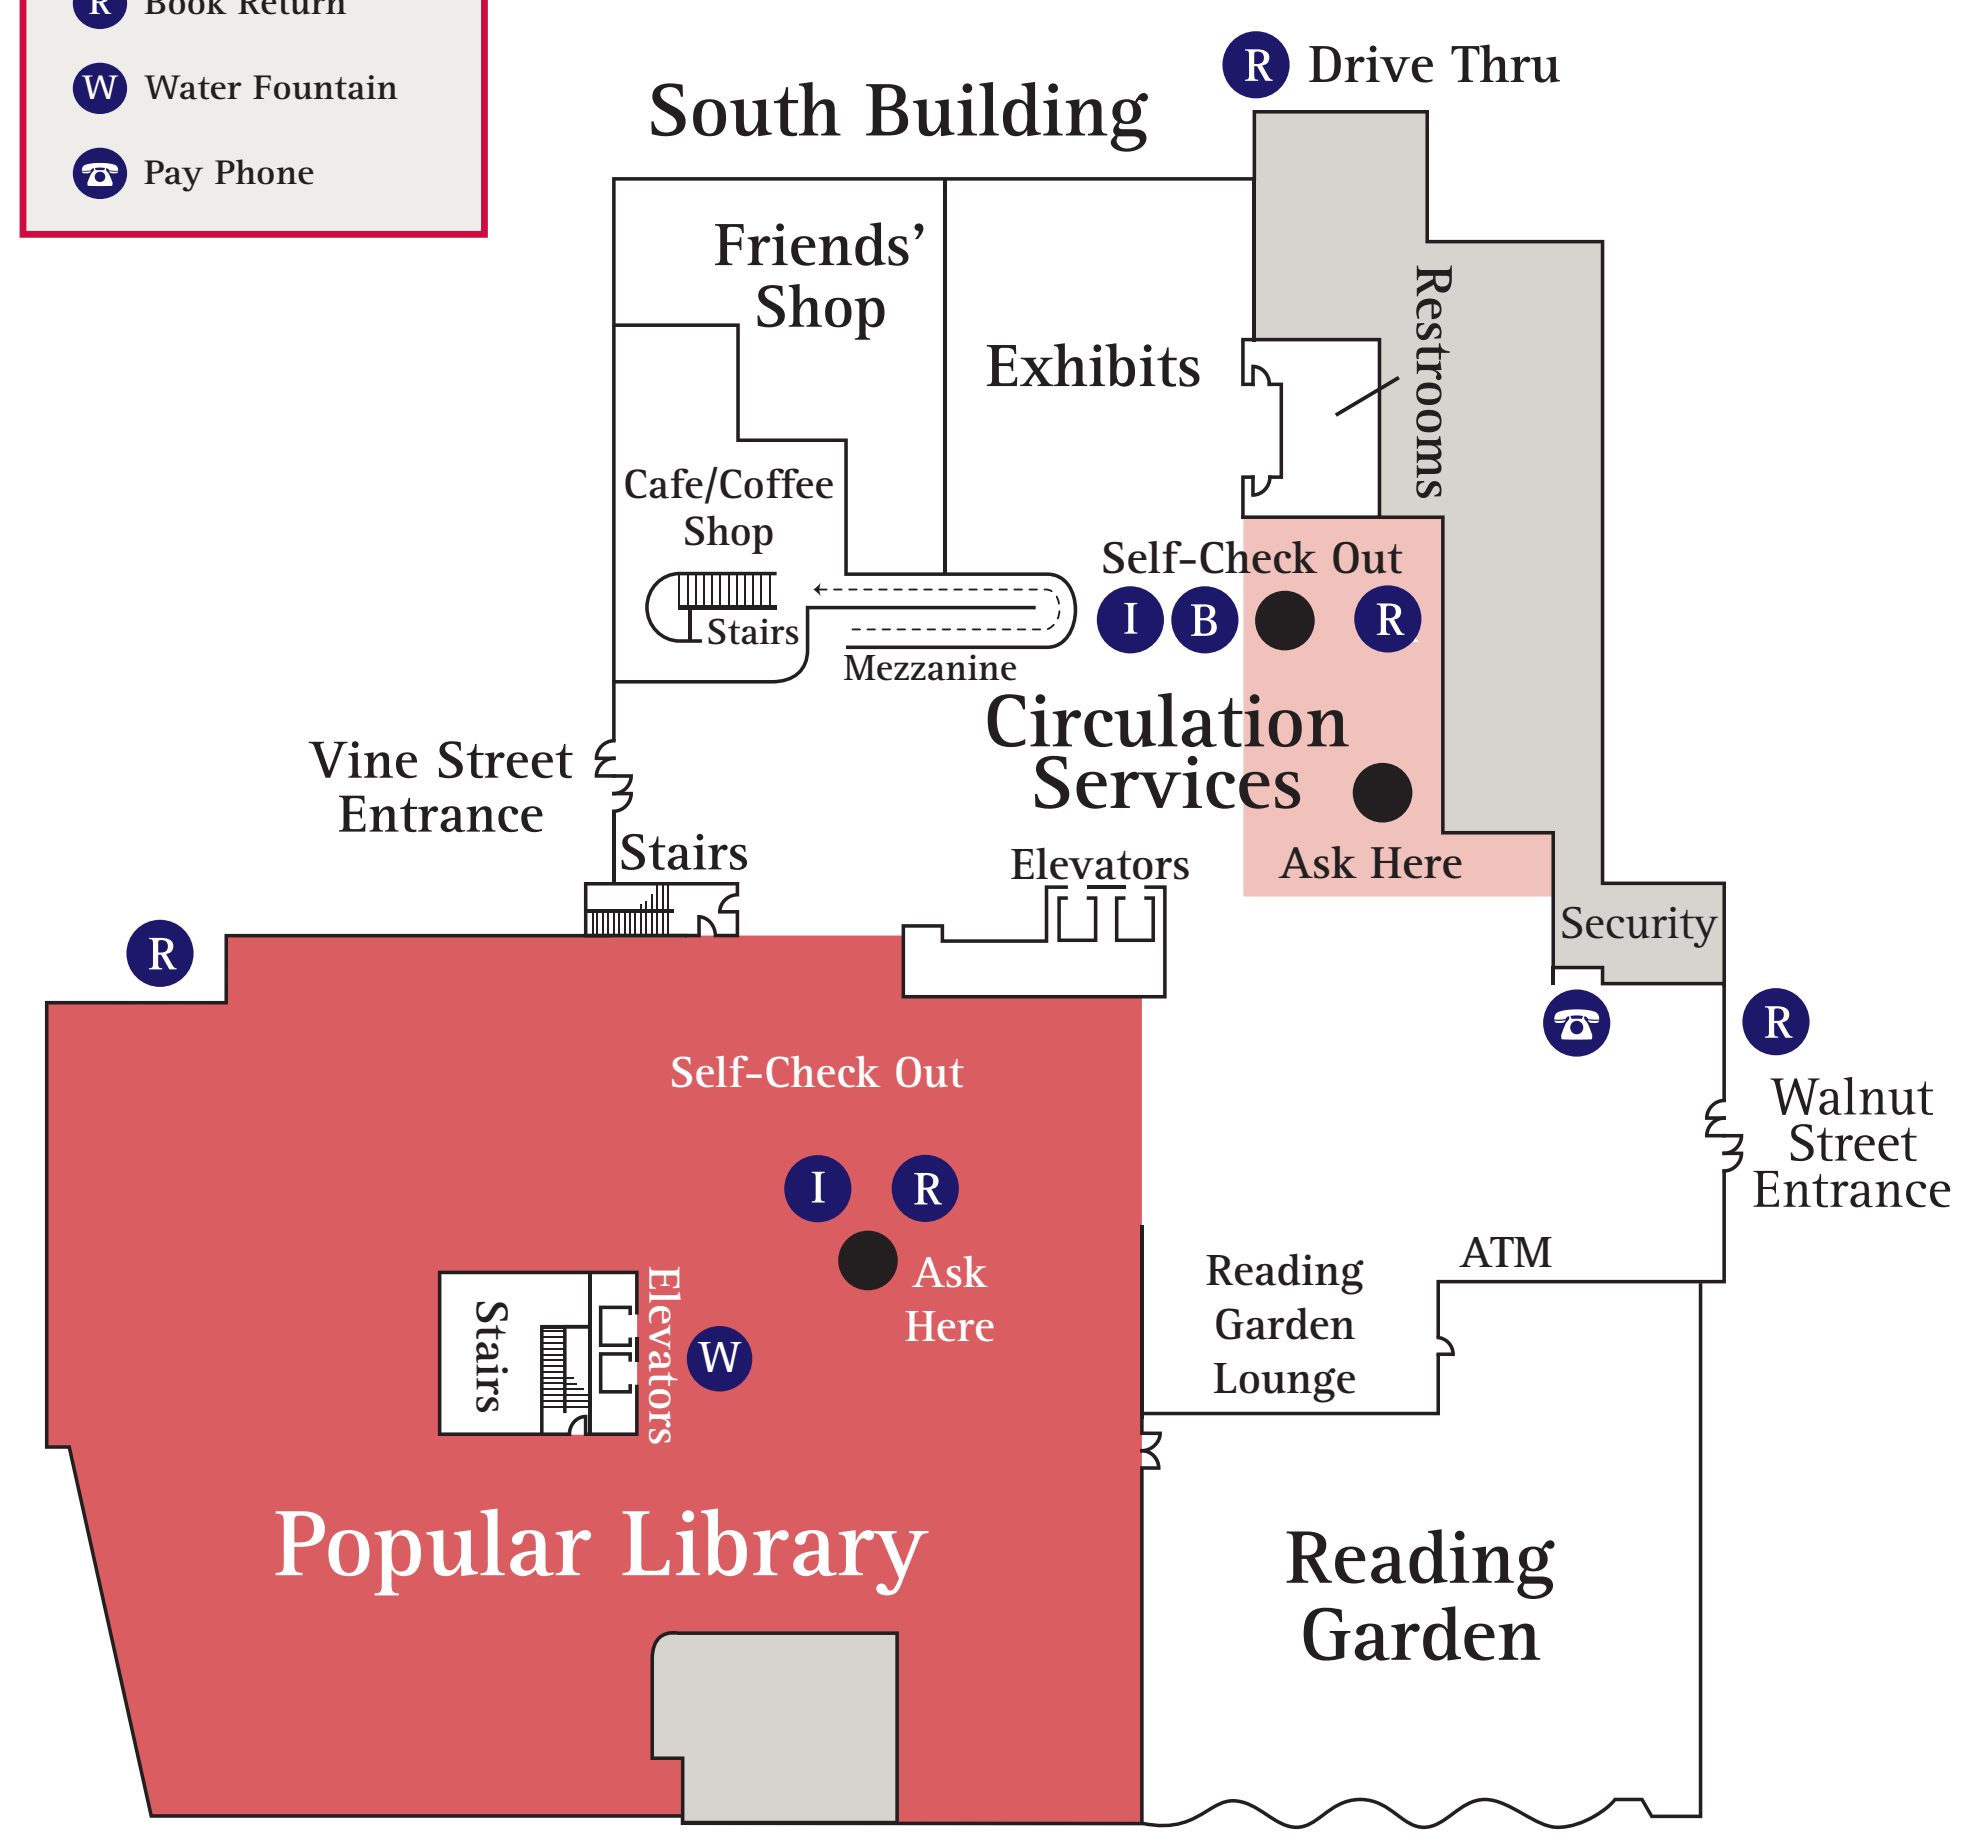 R Book Return
W Water Fountain
Pay Phone
R Drive Thru
South Building
Friends’
Shop
Exhibits
Restrooms
Cafe/Coffee
Shop
Stairs
Mezzanine
Self-Check Out
I B R
Circulation
Services
Ask Here
Vine Street
Entrance
Stairs
Elevators
Security
R
R
Walnut
Street
Entrance
Self-Check Out
I R
Ask
Here
Stairs
Elevators
W
Reading
Garden
Lounge
ATM
Popular Library
Reading
Garden